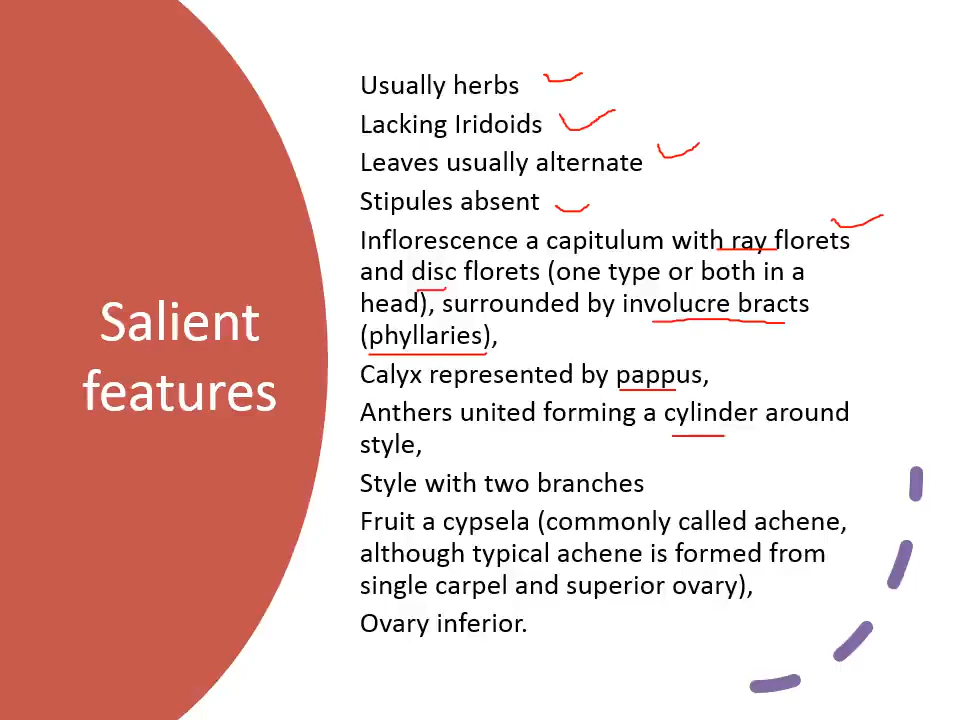 Salient
features
Usually herbs
Lacking Iridoids
Leaves usually alternate
Stipules absent
Inflorescence a capitulum with ray florets
and disc florets (one type or both in a
head), surrounded by involucre bracts
(phyllaries),
Calyx represented by pappus,
Anthers united forming a cylinder around
style,
Style with two branches
Fruit a cypsela (commonly called achene,
although typical achene is formed from
single carpel and superior ovary),
Ovary inferior.